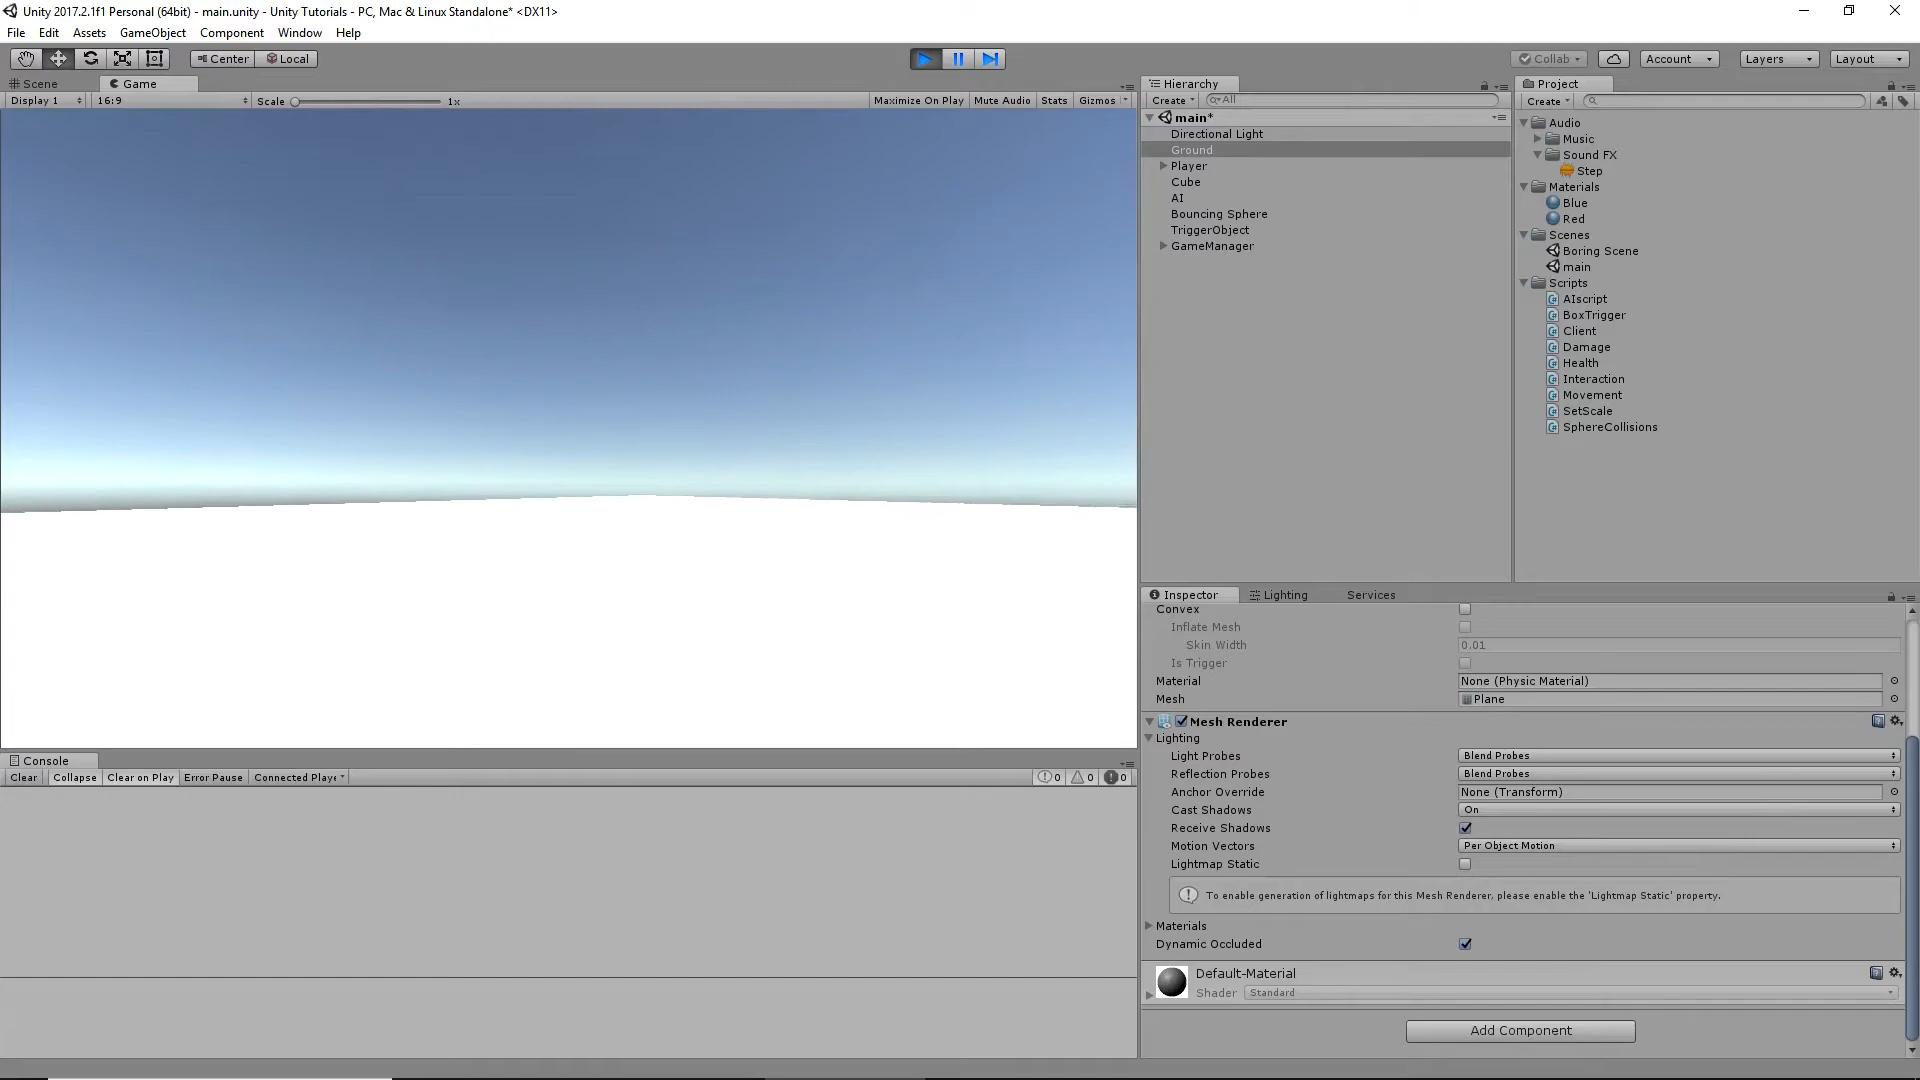 Unity 2017.2.1f1 Personal (64bit) - main.unity - Unity Tutorials - PC, Mac & Linux Standalone* <DX11>
File Edit Assets GameObject Component Window Help
Center Local Collab Account Layers Layout
Scene Game
Display 1 16:9 Scale 1x Maximize On Play Mute Audio Stats Gizmos
Hierarchy
Create All
main*
Directional Light
Ground
Player
Cube
AI
Bouncing Sphere
TriggerObject
GameManager
Project
Create
Audio
Music
Sound FX
Step
Materials
Blue
Red
Scenes
Boring Scene
main
Scripts
AIscript
BoxTrigger
Client
Damage
Health
Interaction
Movement
SetScale
SphereCollisions
Inspector Lighting Services
Convex
Inflate Mesh
Skin Width 0.01
Is Trigger
Material None (Physic Material)
Mesh Plane
Mesh Renderer
Lighting
Light Probes Blend Probes
Reflection Probes Blend Probes
Anchor Override None (Transform)
Cast Shadows On
Receive Shadows
Motion Vectors Per Object Motion
Lightmap Static
To enable generation of lightmaps for this Mesh Renderer, please enable the 'Lightmap Static' property.
Materials
Dynamic Occluded
Default-Material
Shader Standard
Add Component
Console
Clear Collapse Clear on Play Error Pause Connected Playe 0 0 0